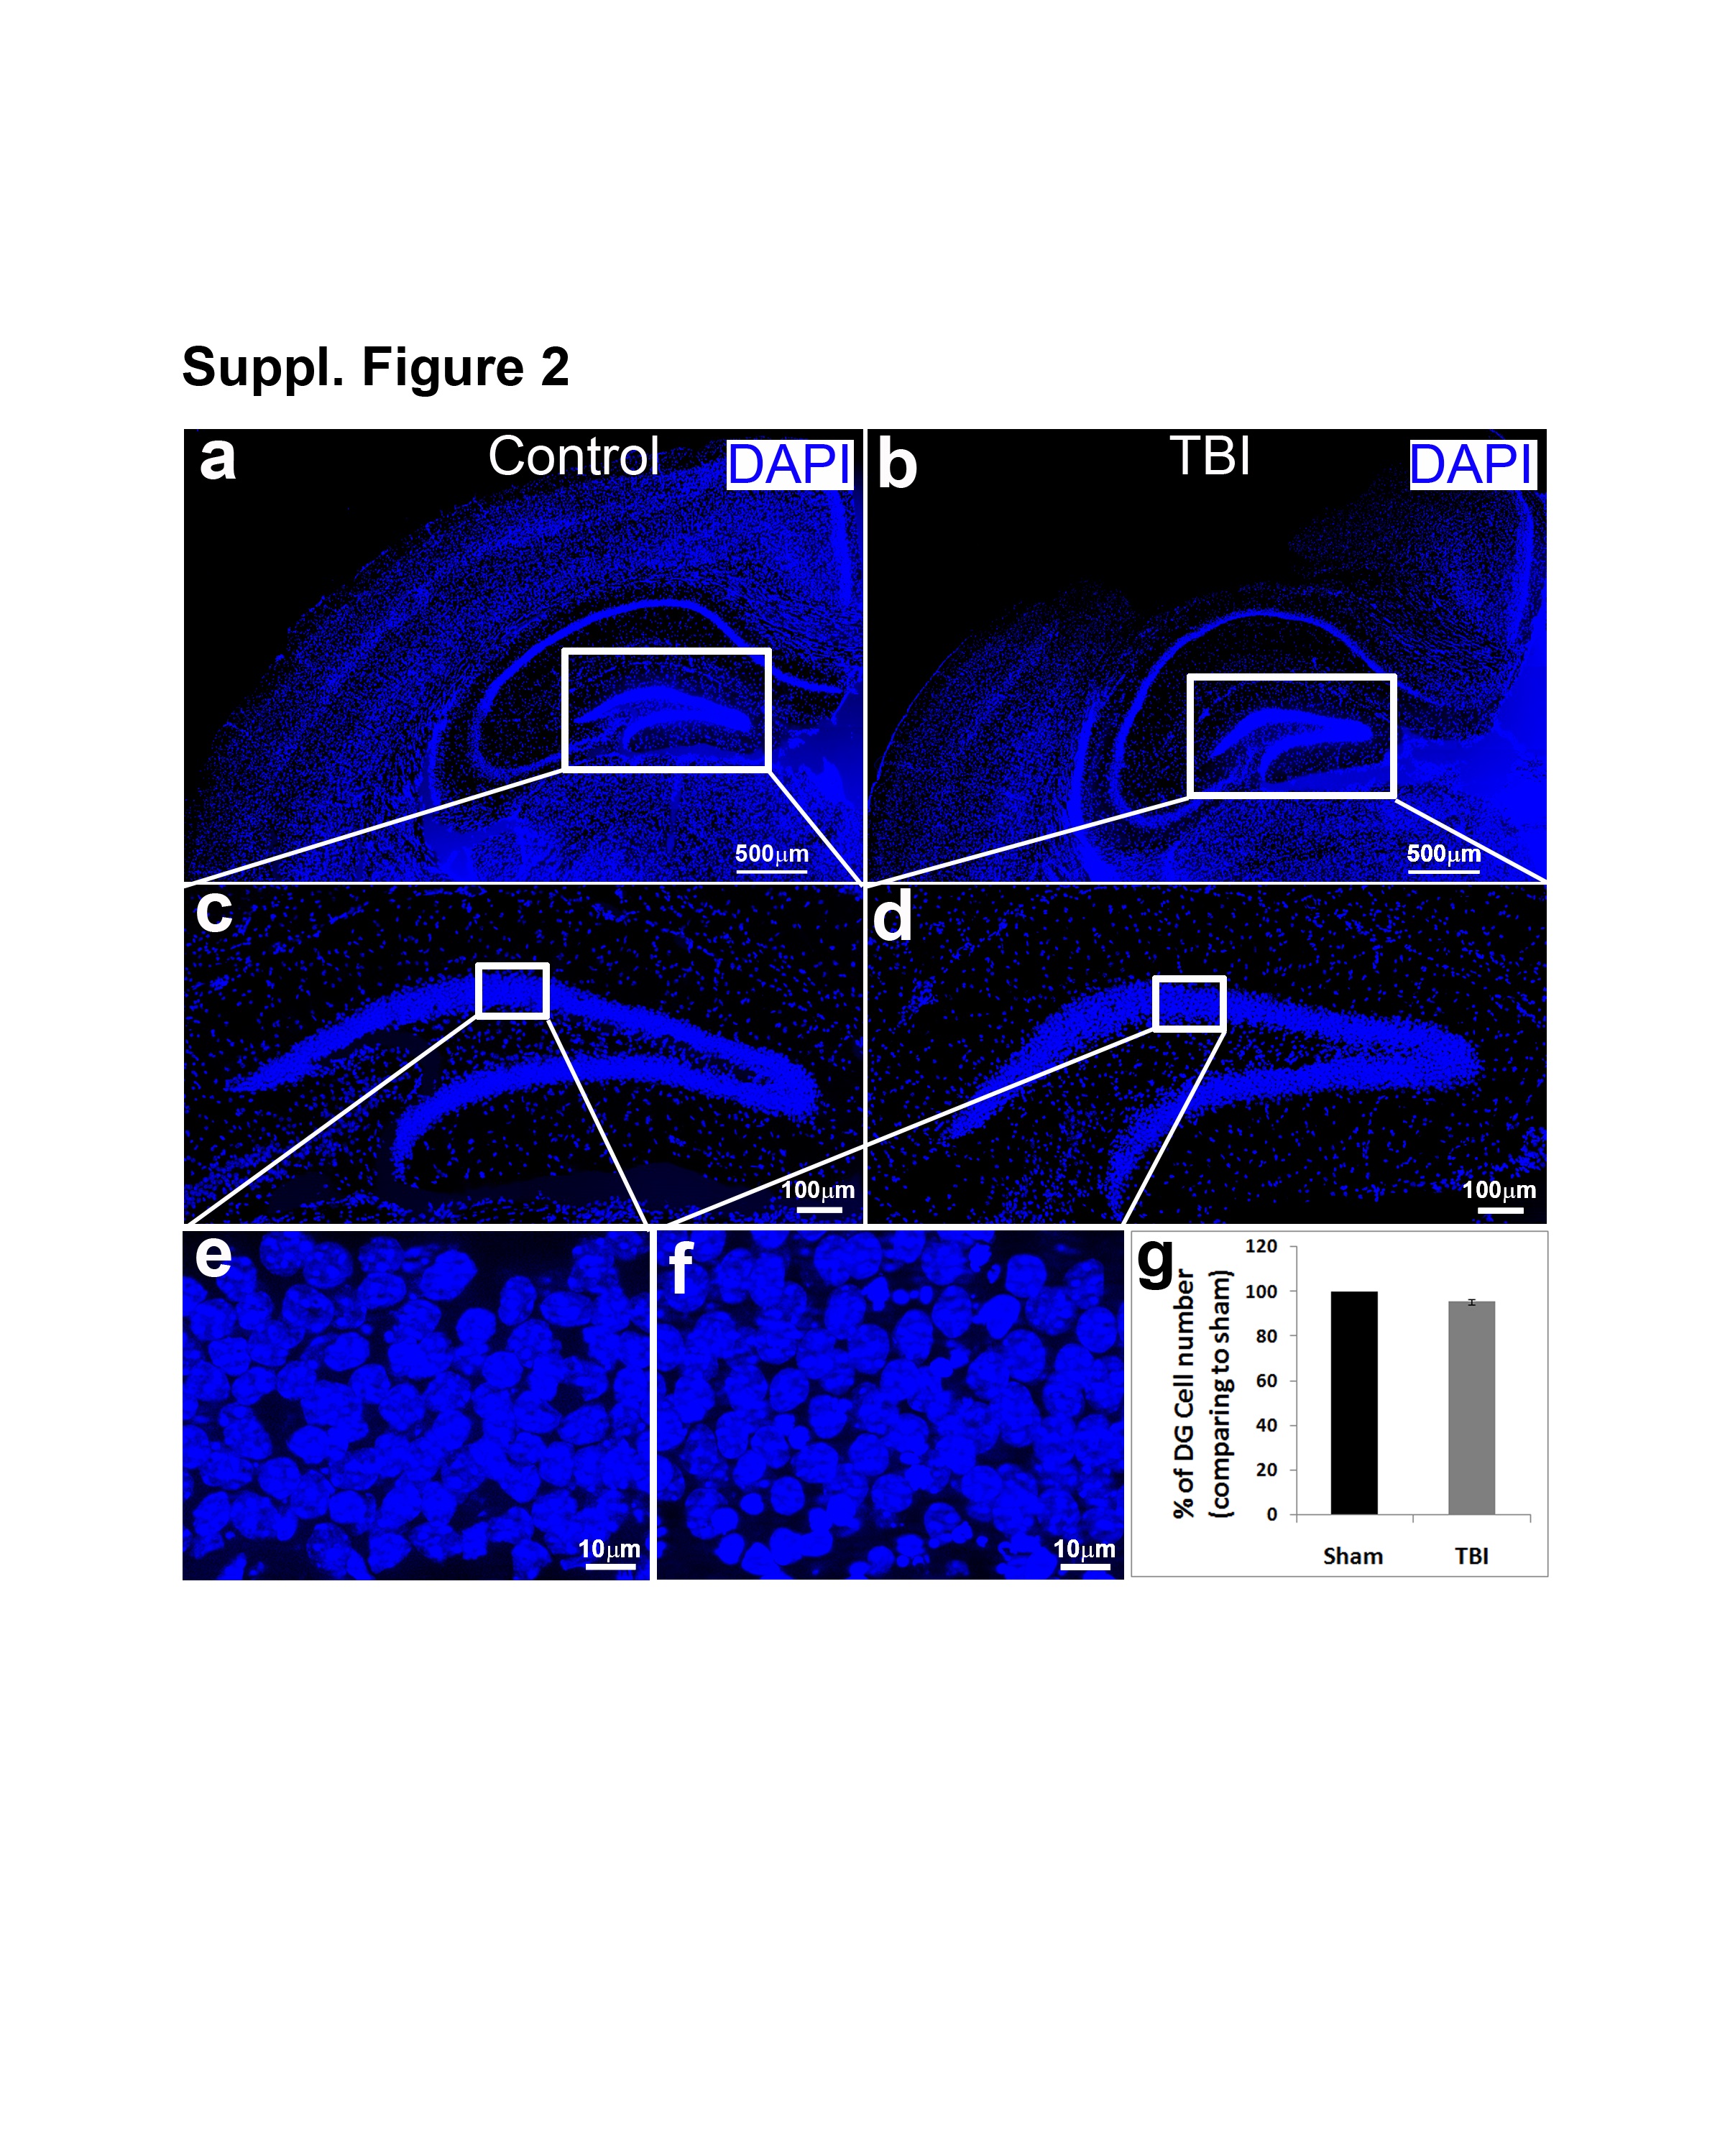 Suppl. Figure 2
a
Control
DAPI
b
TBI
DAPI
500μm
500μm
c
d
100μm
100μm
e
10μm
f
10μm
g
% of DG Cell number
(comparing to sham)
120
100
80
60
40
20
0
Sham
TBI